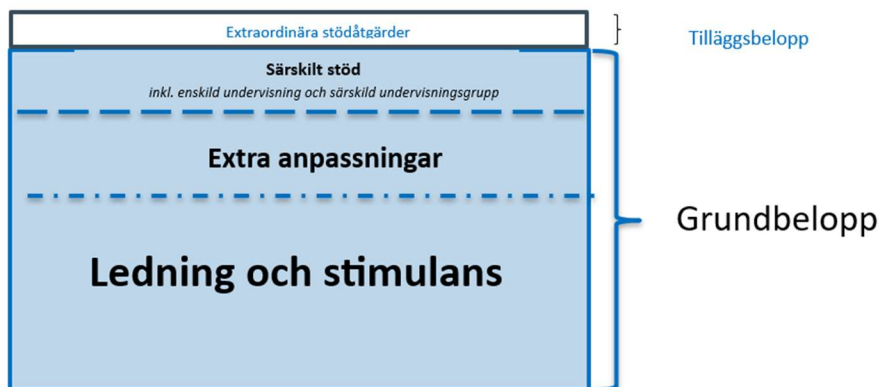 Extraordinära stödåtgärder
Tilläggsbelopp
Särskilt stöd
inkl. enskild undervisning och särskild undervisningsgrupp
Extra anpassningar
Grundbelopp
Ledning och stimulans